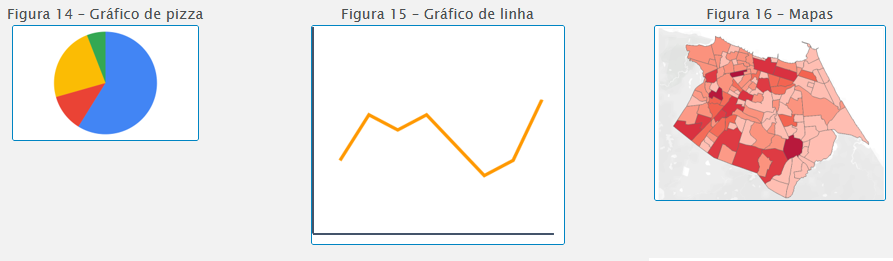 Figura 14 – Gráfico de pizza
Figura 15 – Gráfico de linha
Figura 16 – Mapas